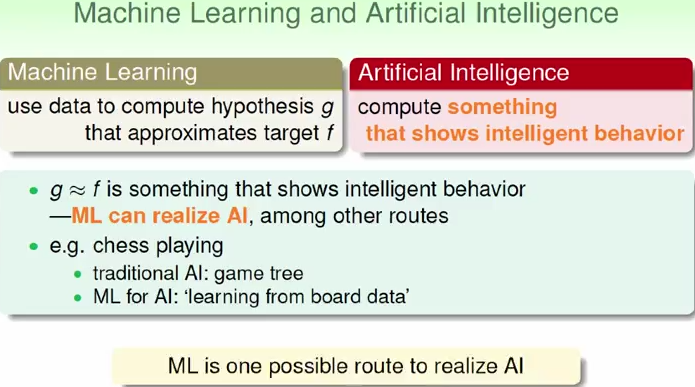 Machine Learning and Artificial Intelligence
Machine Learning
use data to compute hypothesis g
that approximates target f
Artificial Intelligence
compute something
that shows intelligent behavior
• g ≈ f is something that shows intelligent behavior
—ML can realize AI, among other routes
• e.g. chess playing
• traditional AI: game tree
• ML for AI: ‘learning from board data’
ML is one possible route to realize AI